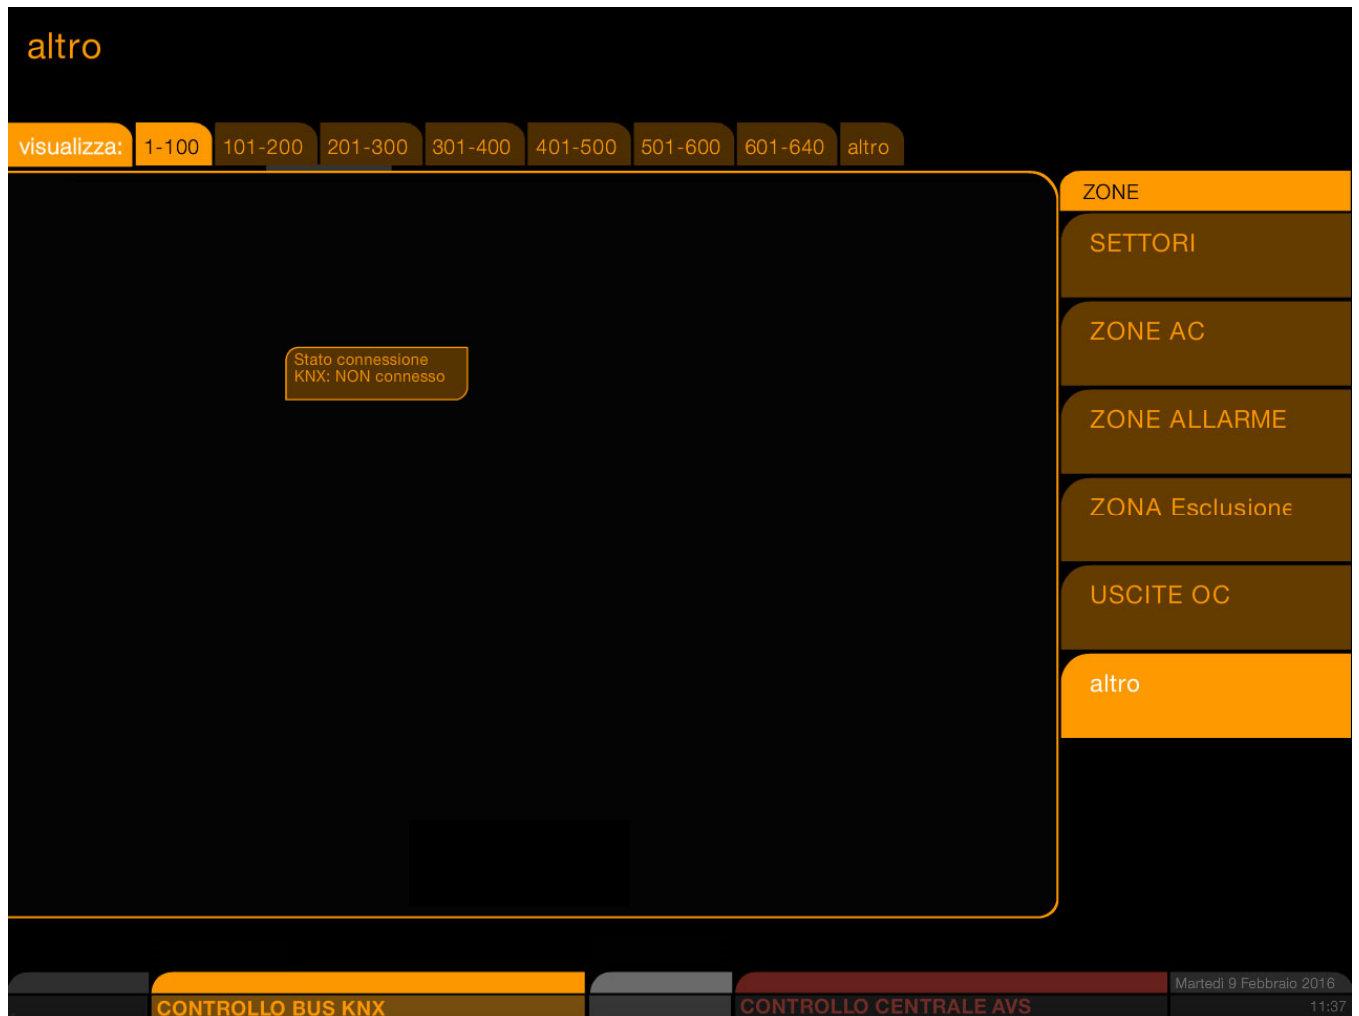 altro
visualizza: 1-100 101-200 201-300 301-400 401-500 501-600 601-640 altro
ZONE
SETTORI
ZONE AC
Stato connessione
KNX: NON connesso
ZONE ALLARME
ZONA Esclusione
USCITE OC
altro
Martedì 9 Febbraio 2016
CONTROLLO BUS KNX CONTROLLO CENTRALE AVS 11:37